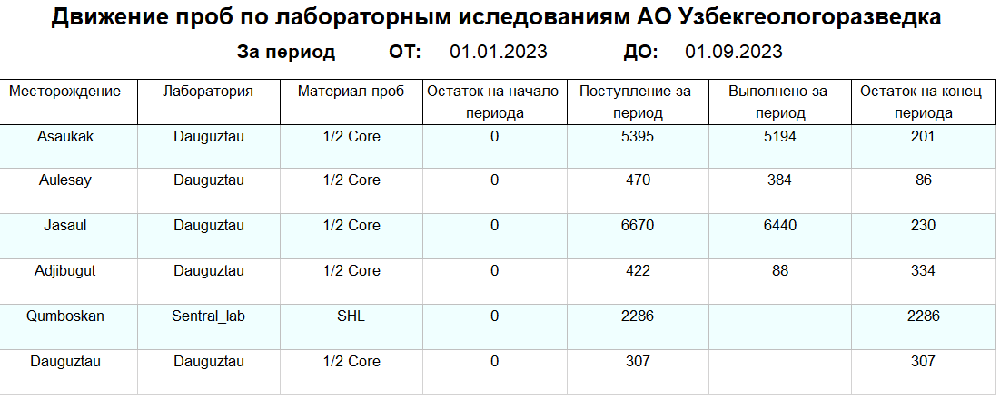 Движение проб по лабораторным иследованиям АО Узбекгеологоразведка
За период ОТ: 01.01.2023 ДО: 01.09.2023
Месторождение Лаборатория Материал проб Остаток на начало периода Поступление за период Выполнено за период Остаток на конец периода
Asaukak Dauguztau 1/2 Core 0 5395 5194 201
Aulesay Dauguztau 1/2 Core 0 470 384 86
Jasaul Dauguztau 1/2 Core 0 6670 6440 230
Adjibugut Dauguztau 1/2 Core 0 422 88 334
Qumboskan Sentral_lab SHL 0 2286 2286
Dauguztau Dauguztau 1/2 Core 0 307 307